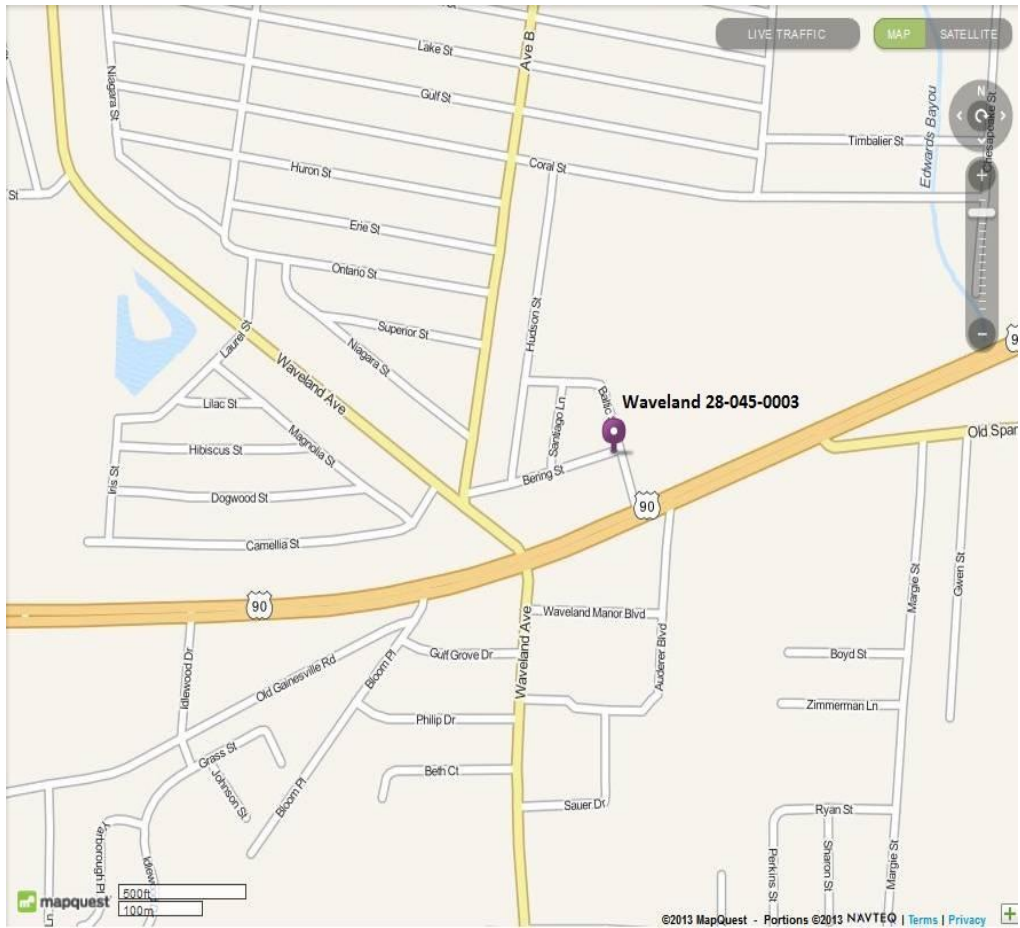 LIVE TRAFFIC
MAP
SATELLITE
Lake St
Ave B
Niagara St
Gulf St
N
Edwards Bayou
Chesapeake St
Timbalier St
Huron St
Coral St
+
St
Erie St
Ontario St
Hudson St
Superior St
Niagara St
Laurel St
Waveland Ave
Baltic
Waveland 28-045-0003
Lilac St
Santiago Ln
Magnolia St
Hibiscus St
Iris St
Bering St
Old Spar
Dogwood St
90
Camellia St
Gwen St
Margie St
90
Waveland Manor Blvd
Waveland Ave
Auderer Blvd
Gulf Grove Dr
Boyd St
Idlewood Dr
Old Gainesville Rd
Bloom Pl
Zimmerman Ln
Philip Dr
Grass St
Johnson St
Bloom Pl
Beth Ct
Sauer Dr
Ryan St
Yarborough Pl
Perkins St
Sharon St
Margie St
500ft
mapquest
100m
©2013 MapQuest - Portions ©2013 NAVTEQ | Terms | Privacy
+